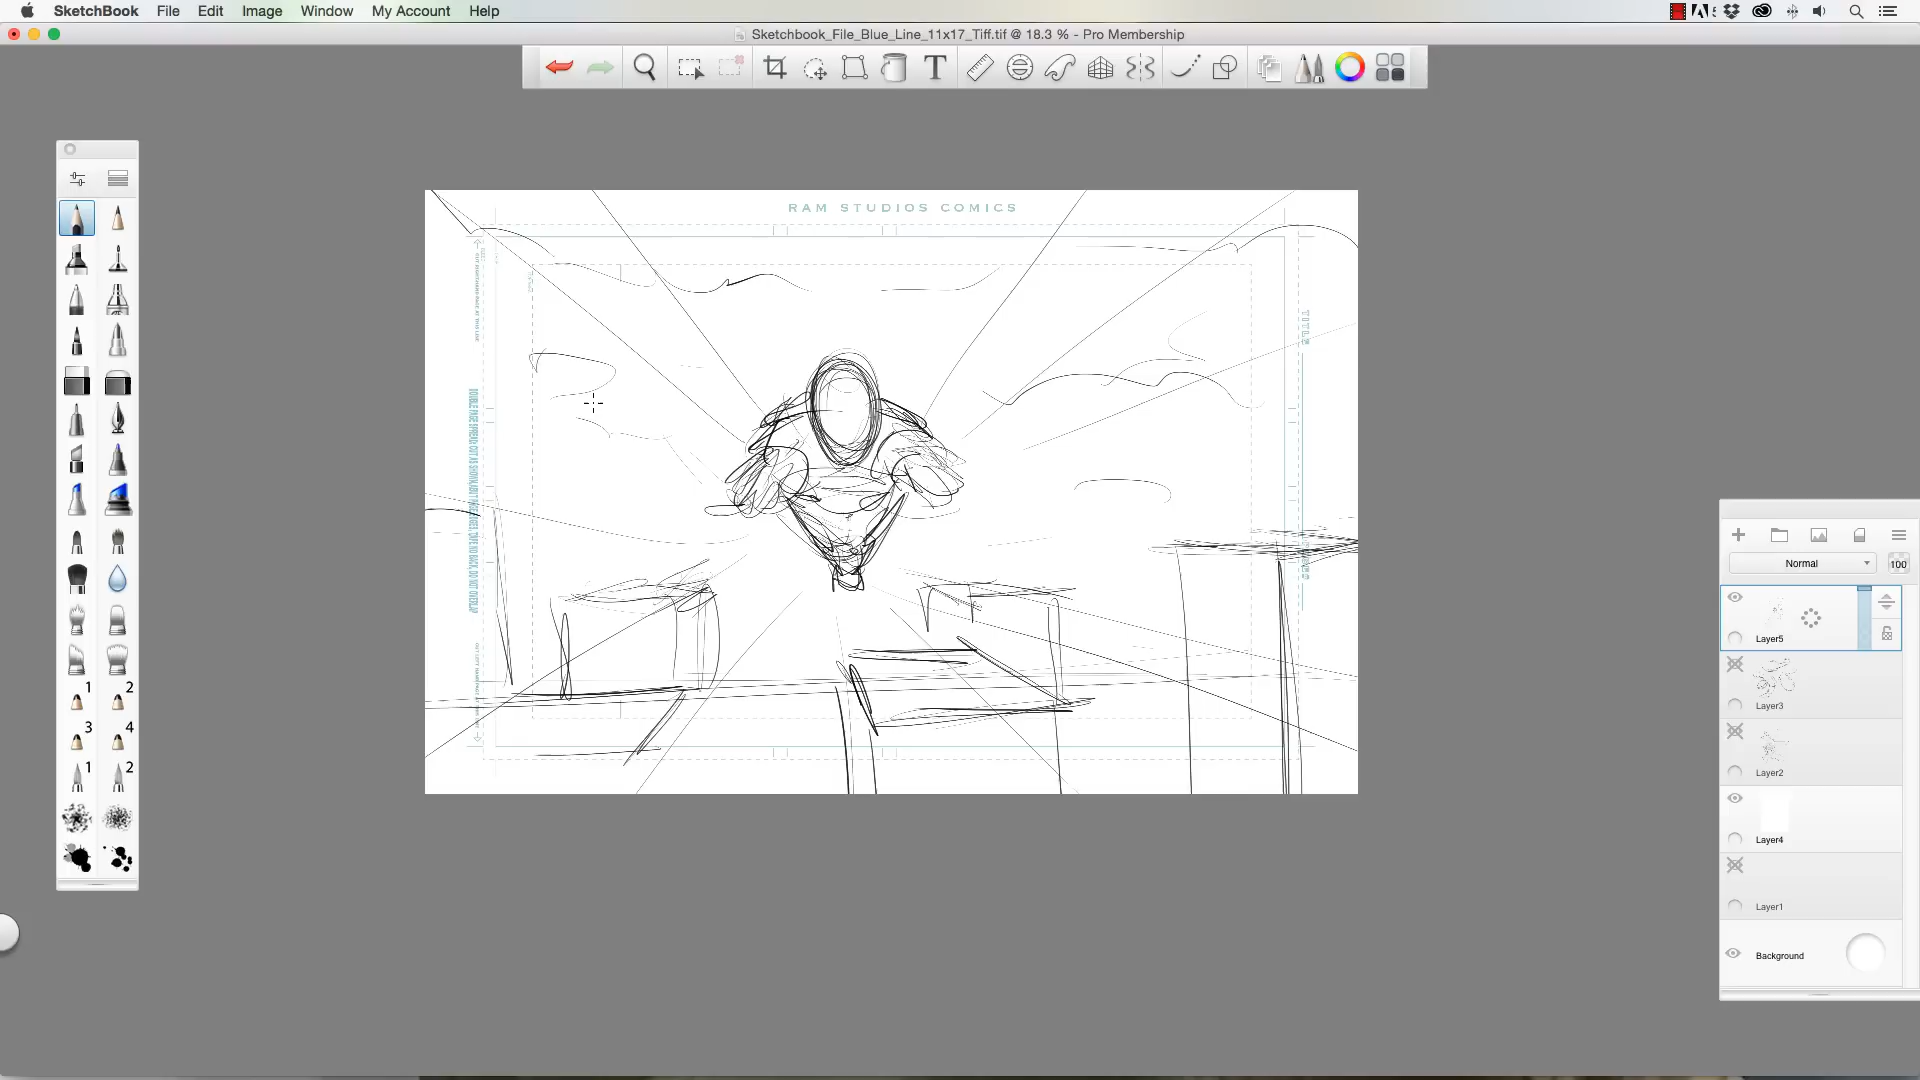 SketchBook File Edit Image Window My Account Help
Sketchbook_File_Blue_Line_11x17_Tiff.tif @ 18.3 % - Pro Membership
T
RAM STUDIOS COMICS
TITLE
Normal
100
Layer5
Layer3
Layer2
Layer4
Layer1
Background
1 2
3 4
1 2